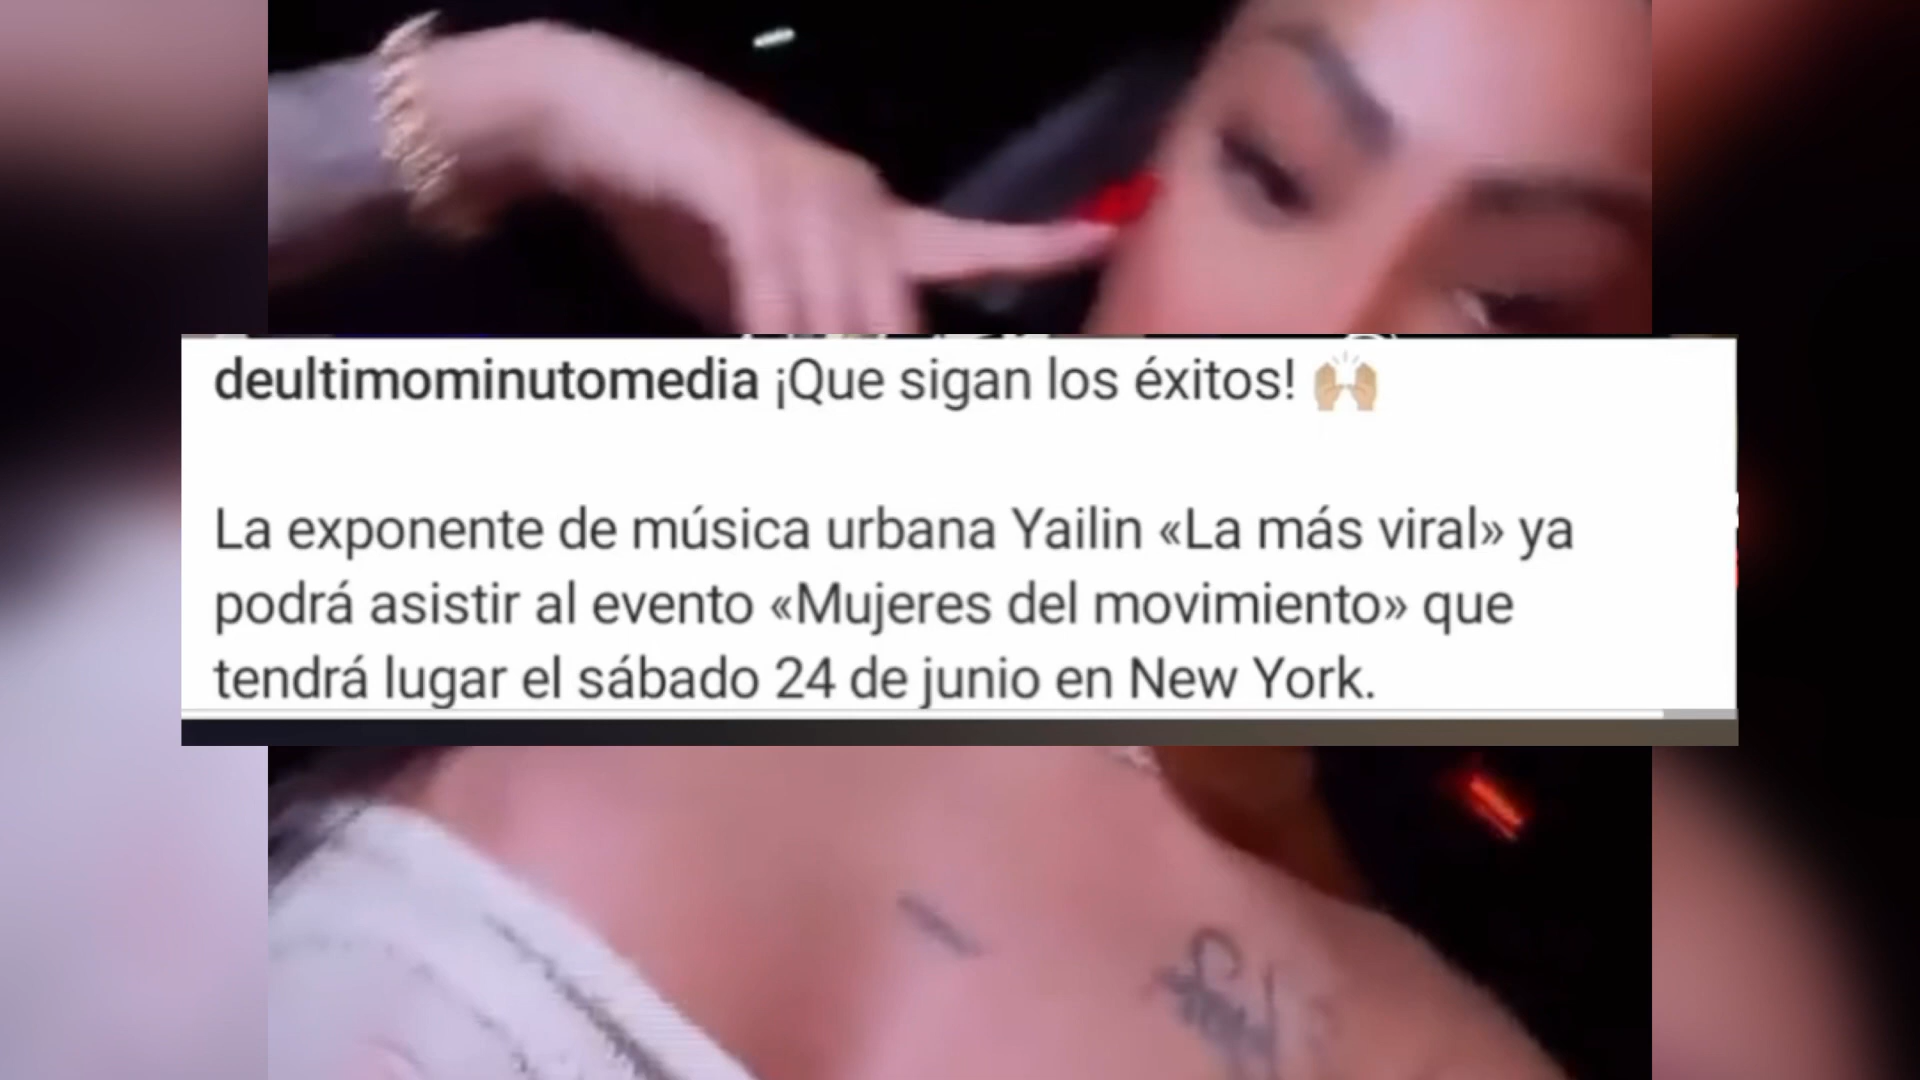 deultimominutomedia ¡Que sigan los éxitos! 🙌🏼
La exponente de música urbana Yailin «La más viral» ya
podrá asistir al evento «Mujeres del movimiento» que
tendrá lugar el sábado 24 de junio en New York.